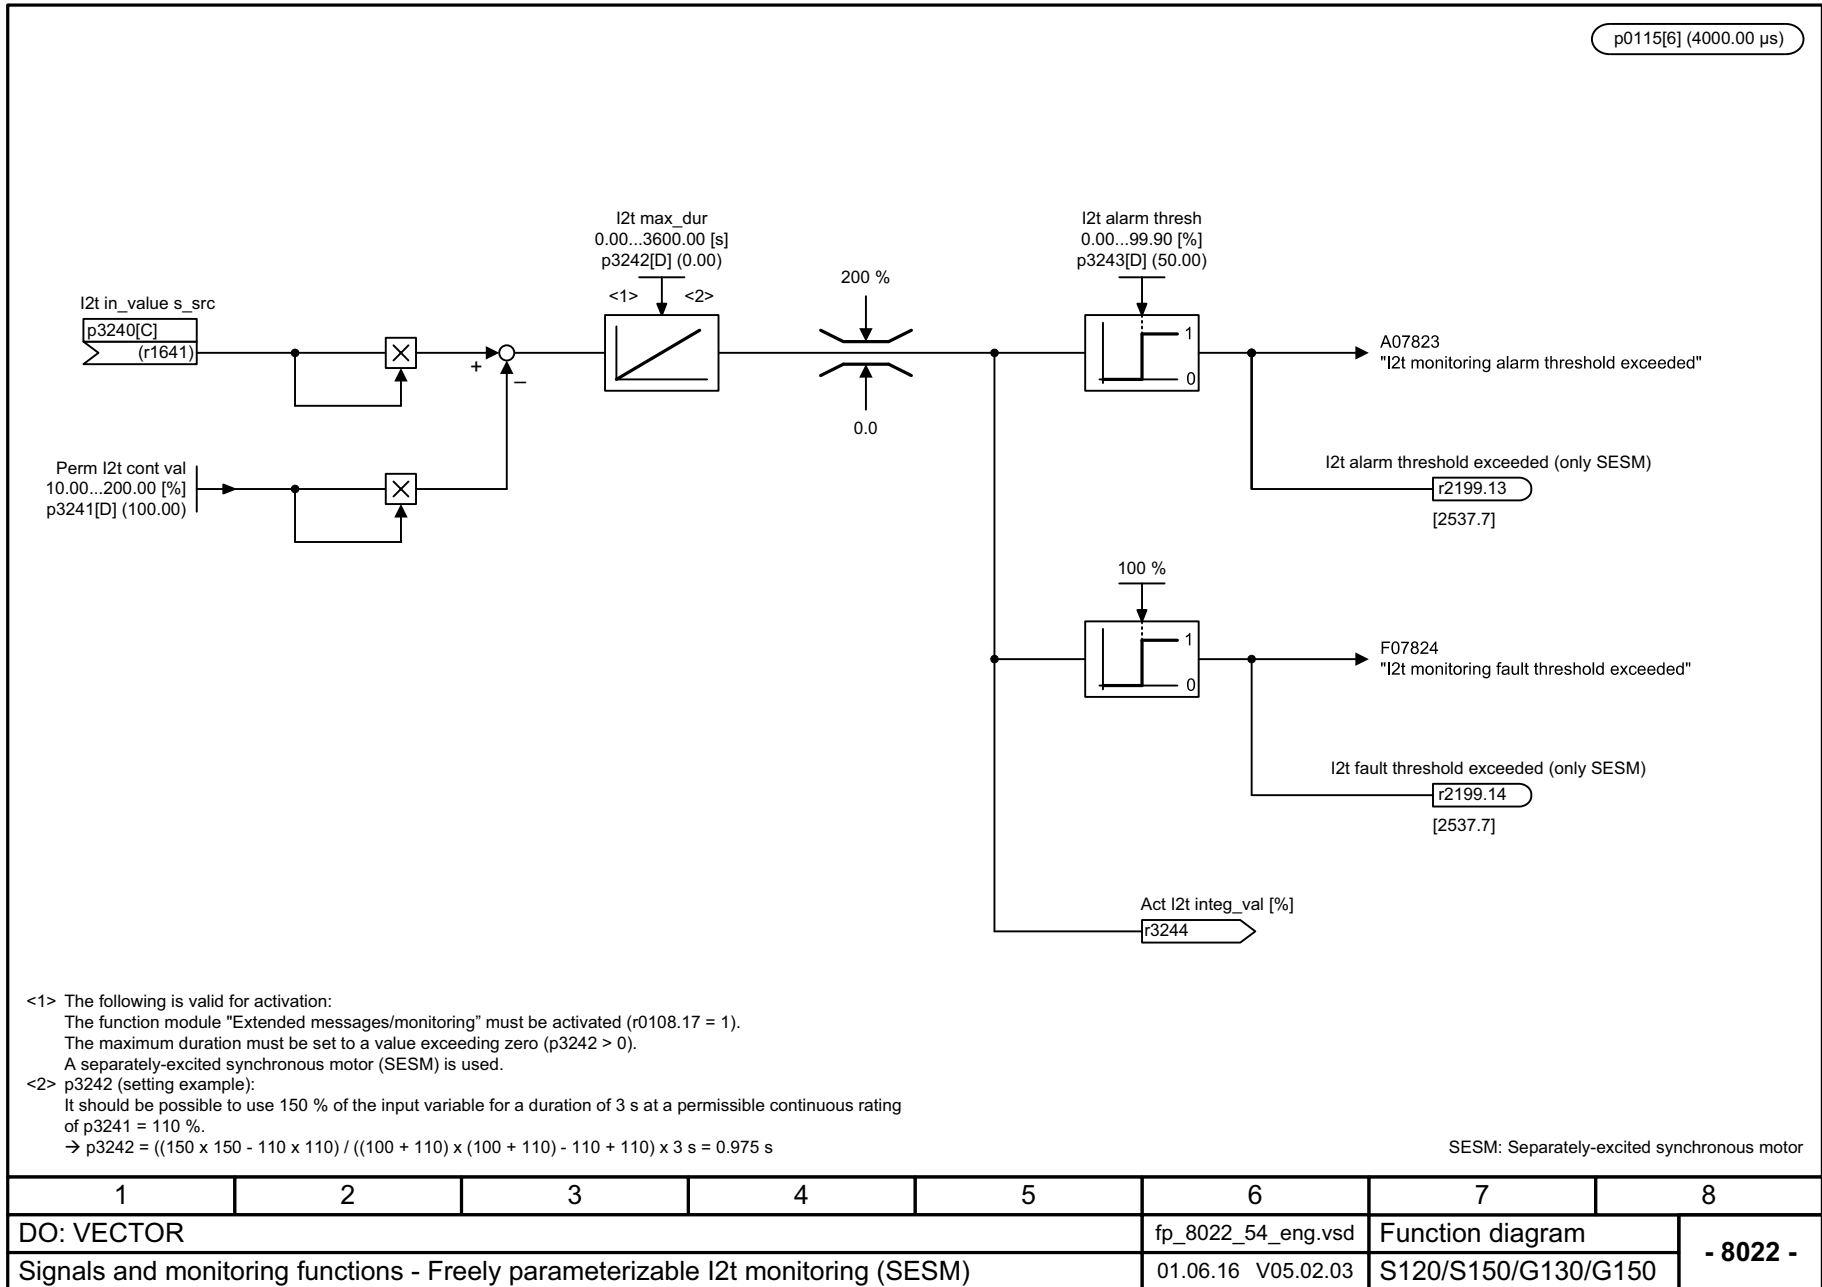 p0115[6] (4000.00 µs)
I2t max_dur
0.00...3600.00 [s]
p3242[D] (0.00)
<1>
<2>
200 %
0.0
I2t alarm thresh
0.00...99.90 [%]
p3243[D] (50.00)
1
0
I2t in_value s_src
p3240[C]
(r1641)
+
–
Perm I2t cont val
10.00...200.00 [%]
p3241[D] (100.00)
A07823
"I2t monitoring alarm threshold exceeded"
I2t alarm threshold exceeded (only SESM)
r2199.13
[2537.7]
100 %
1
0
F07824
"I2t monitoring fault threshold exceeded"
I2t fault threshold exceeded (only SESM)
r2199.14
[2537.7]
Act I2t integ_val [%]
r3244
<1> The following is valid for activation:
The function module "Extended messages/monitoring” must be activated (r0108.17 = 1).
The maximum duration must be set to a value exceeding zero (p3242 > 0).
A separately-excited synchronous motor (SESM) is used.
<2> p3242 (setting example):
It should be possible to use 150 % of the input variable for a duration of 3 s at a permissible continuous rating
of p3241 = 110 %.
→ p3242 = ((150 x 150 - 110 x 110) / ((100 + 110) x (100 + 110) - 110 + 110) x 3 s = 0.975 s
SESM: Separately-excited synchronous motor
1 2 3 4 5 6 7 8
DO: VECTOR
fp_8022_54_eng.vsd
Function diagram
- 8022 -
Signals and monitoring functions - Freely parameterizable I2t monitoring (SESM)
01.06.16 V05.02.03
S120/S150/G130/G150